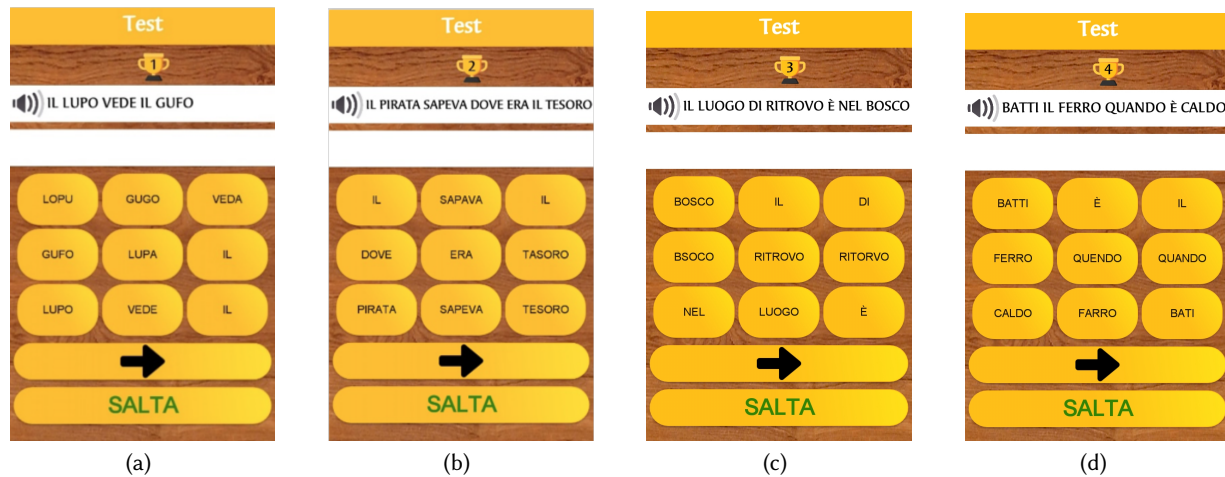 Test
1
IL LUPO VEDE IL GUFO
LOPU GUGO VEDA
GUFO LUPA IL
LUPO VEDE IL
SALTA
(a)
Test
2
IL PIRATA SAPEVA DOVE ERA IL TESORO
IL SAPAVA IL
DOVE ERA TASORO
PIRATA SAPEVA TESORO
SALTA
(b)
Test
3
IL LUOGO DI RITROVO È NEL BOSCO
BOSCO IL DI
BSOCO RITROVO RITORVO
NEL LUOGO È
SALTA
(c)
Test
4
BATTI IL FERRO QUANDO È CALDO
BATTI È IL
FERRO QUENDO QUANDO
CALDO FARRO BATI
SALTA
(d)